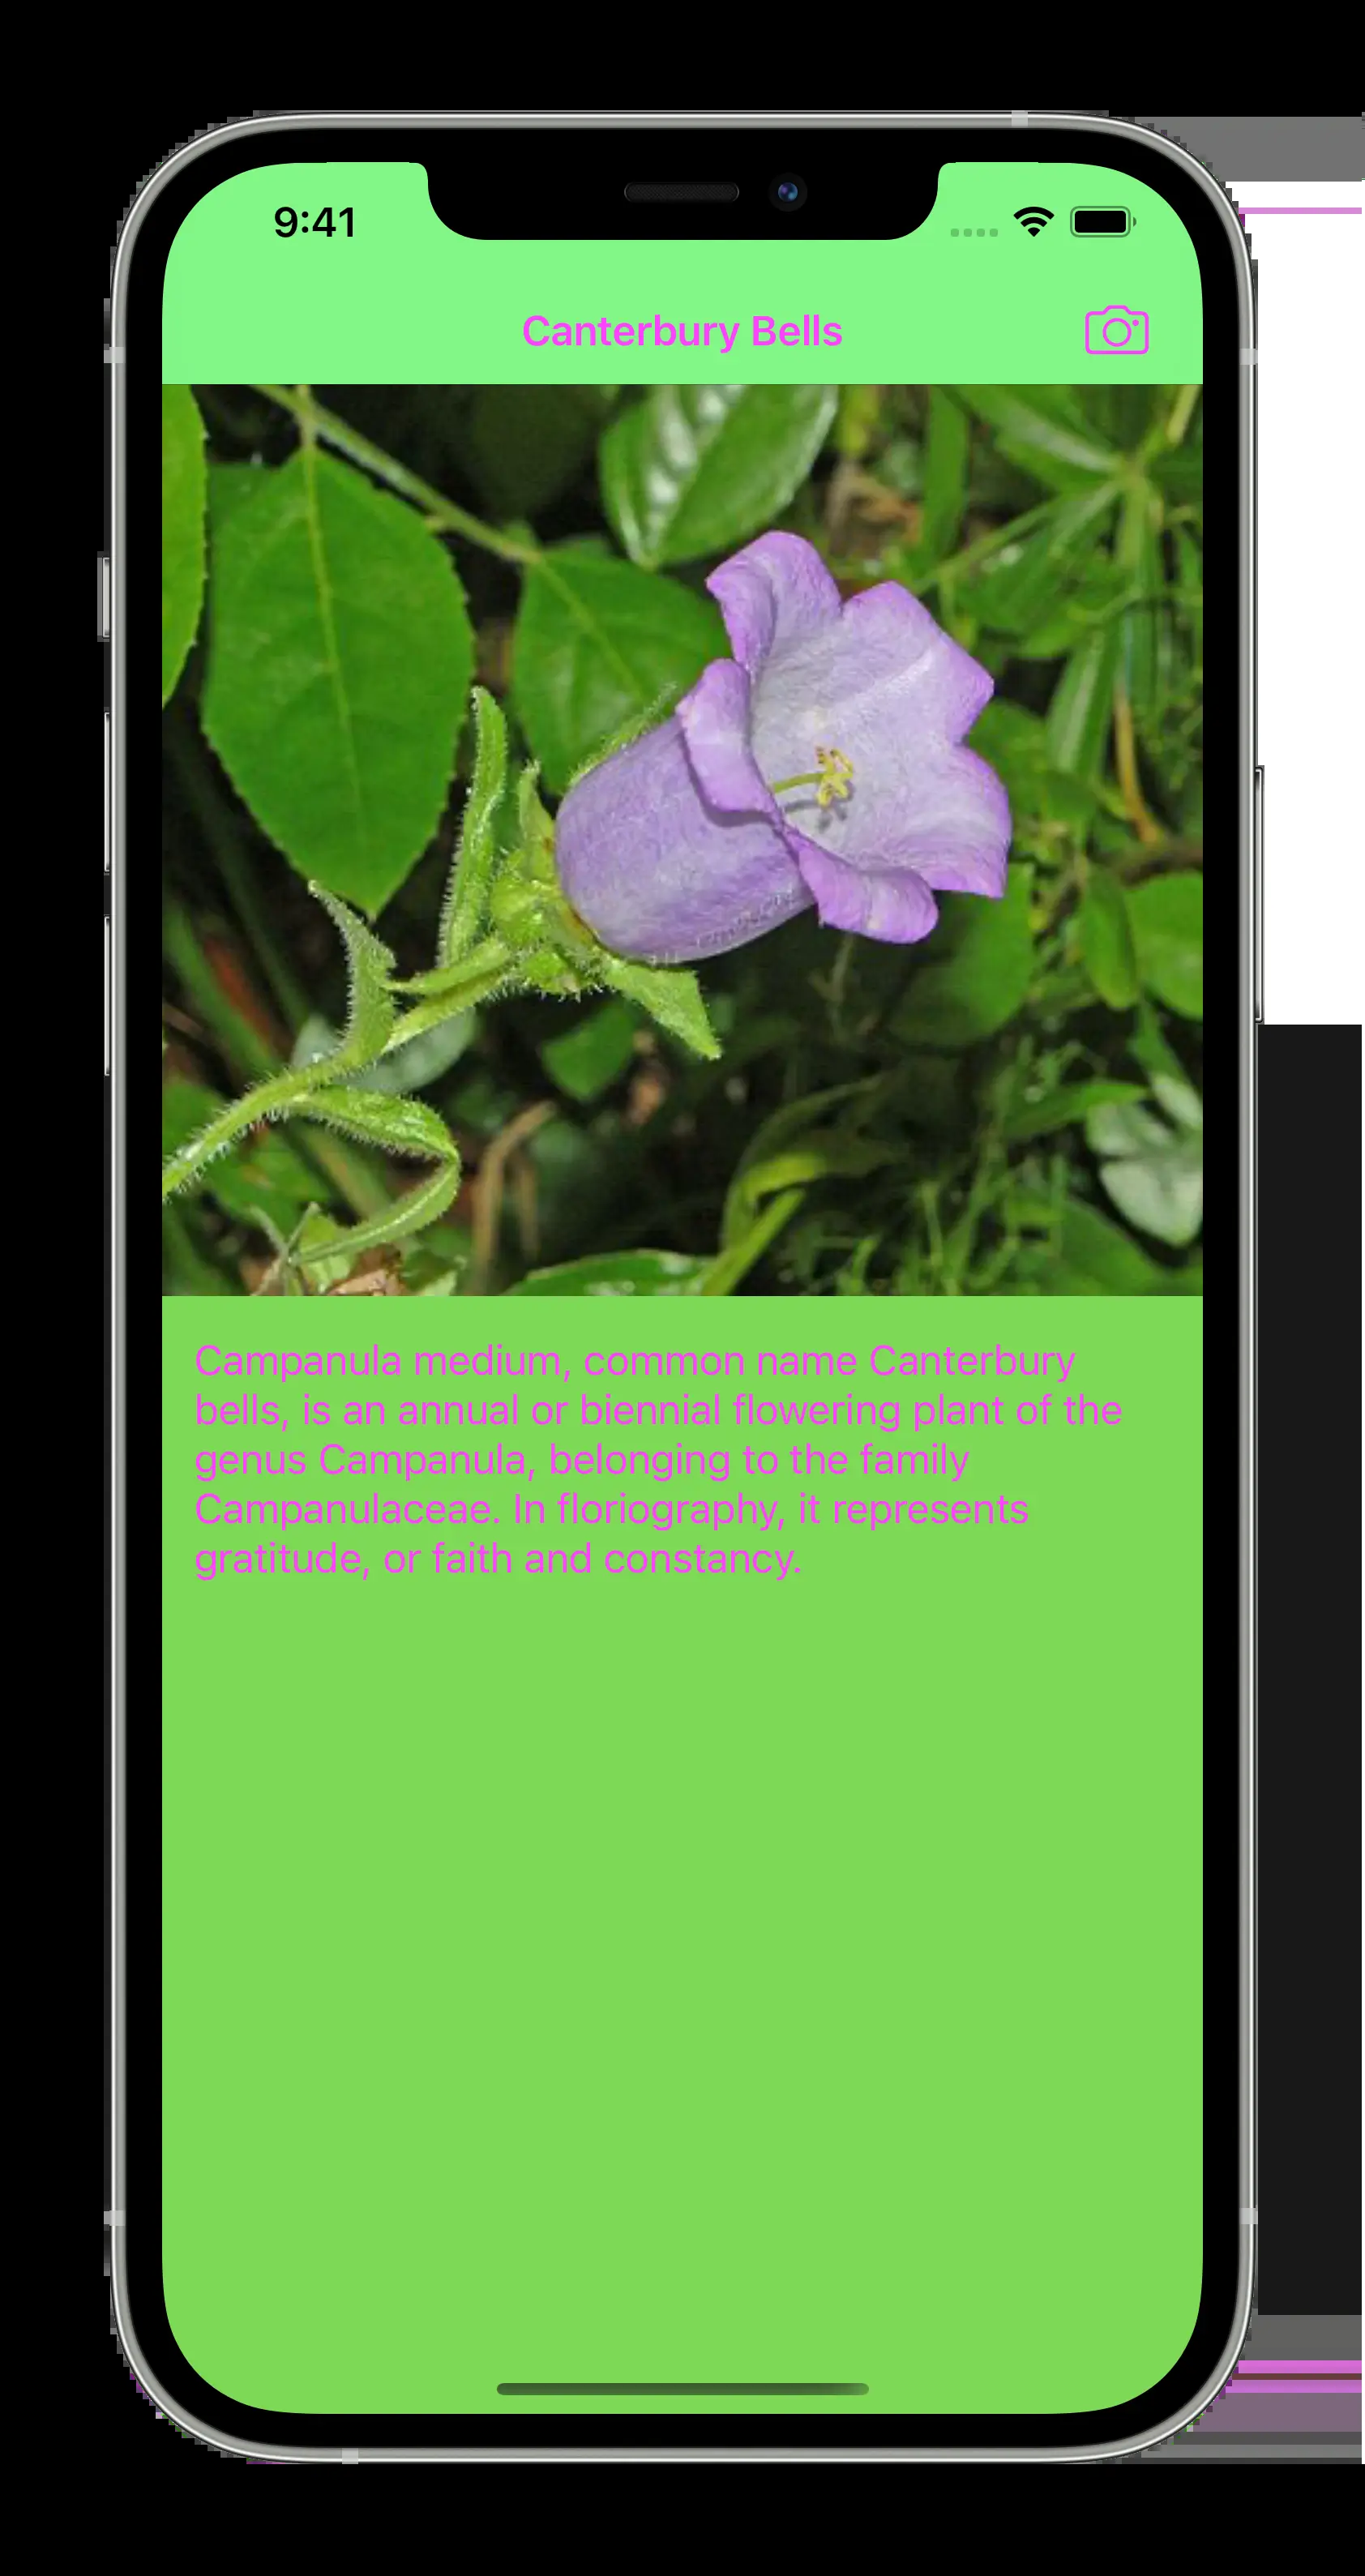 9:41
Canterbury Bells
Campanula medium, common name Canterbury
bells, is an annual or biennial flowering plant of the
genus Campanula, belonging to the family
Campanulaceae. In floriography, it represents
gratitude, or faith and constancy.